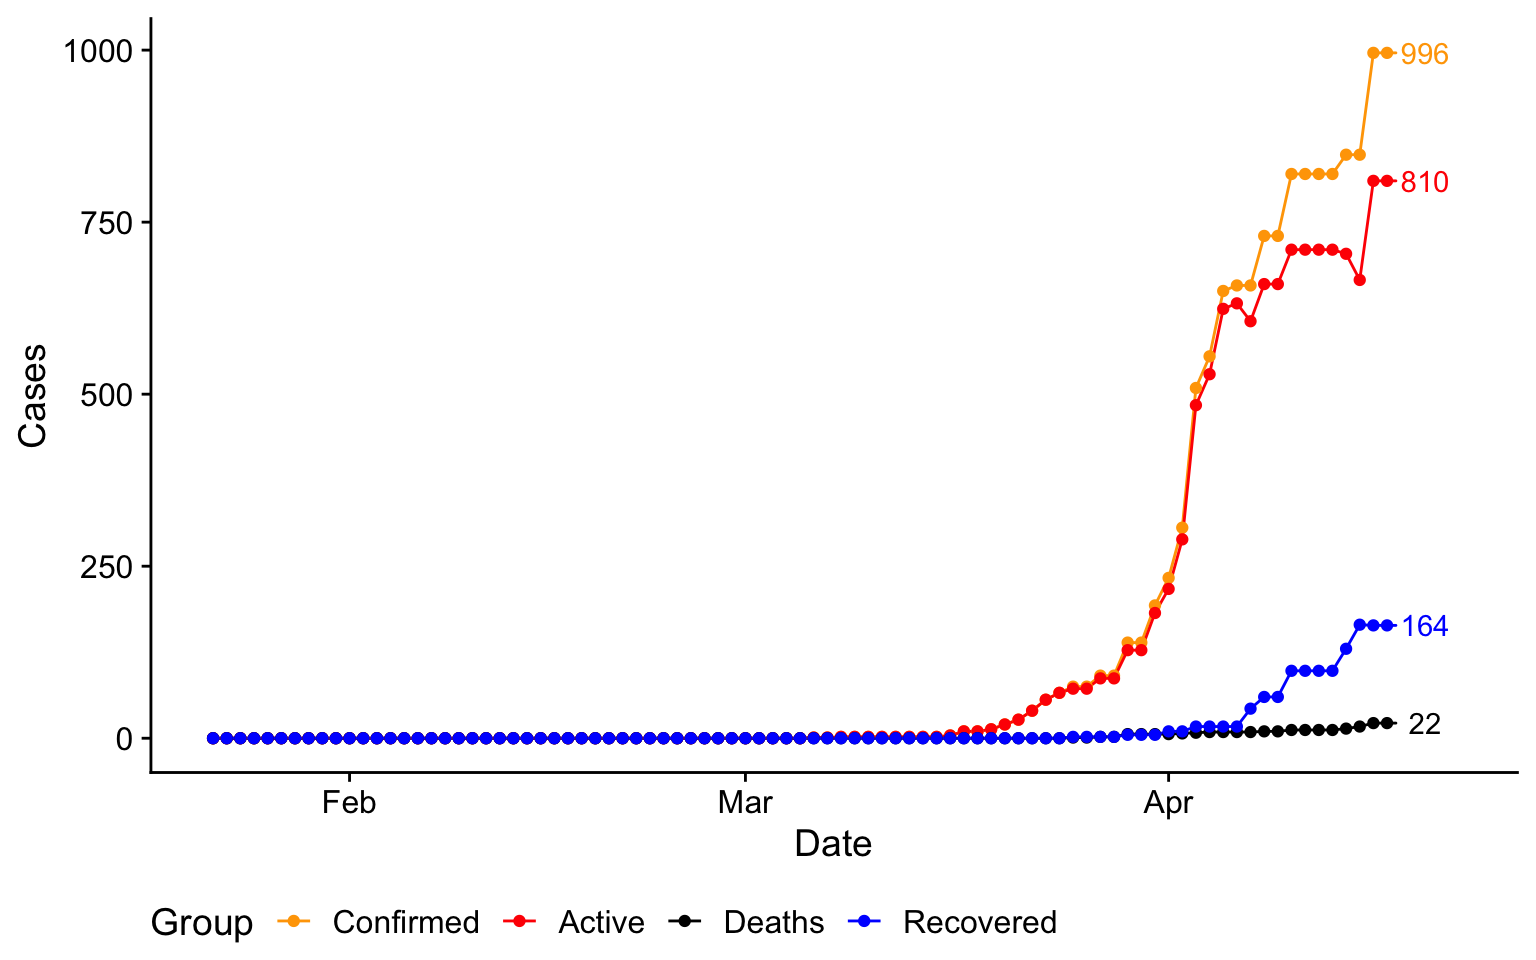 1000
750
500
250
0
Cases
996
810
164
22
Feb Mar Apr
Date
Group Confirmed Active Deaths Recovered